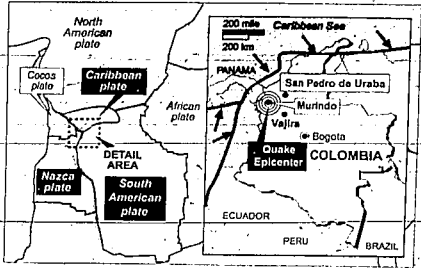 North
American
plate
Cocos
plate
Caribbean
plate
African
plate
DETAIL
AREA
Nazca
plate
South
American
plate
200 mile
200 km
Caribbean Sea
PANAMA
San Pedro de Uraba
Murindo
Vajira
Bogota
Quake
Epicenter
COLOMBIA
ECUADOR
PERU
BRAZIL